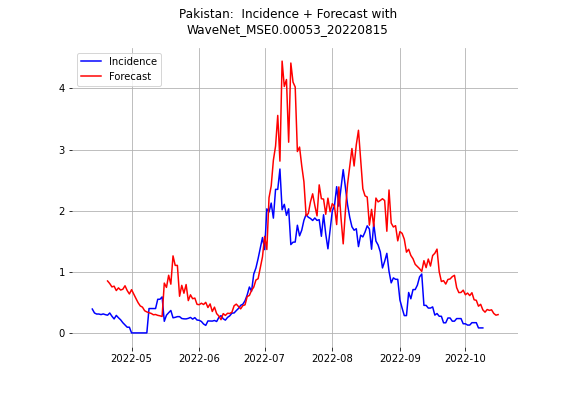 Pakistan:  Incidence + Forecast with
WaveNet_MSE0.00053_20220815
Incidence
Forecast
4
3
2
1
0
2022-05 2022-06 2022-07 2022-08 2022-09 2022-10